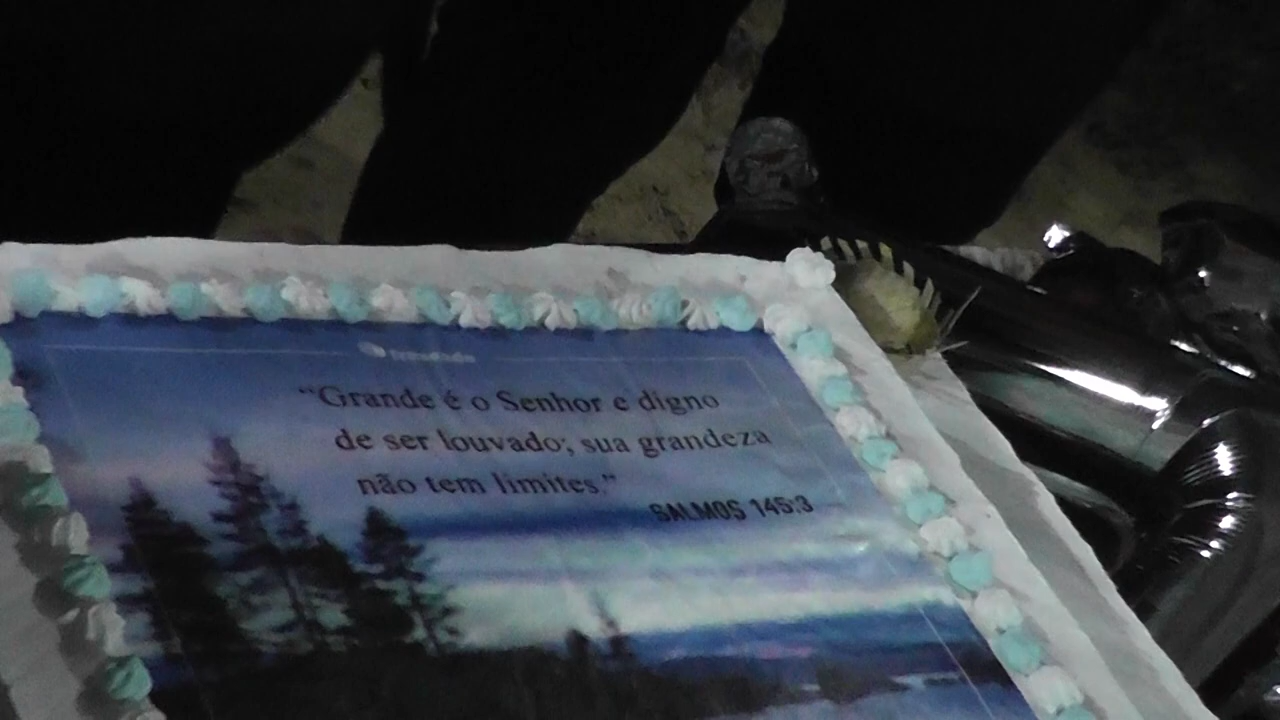 “Grande é o Senhor e digno
de ser louvado; sua grandeza
não tem limites.”
SALMOS 145:3